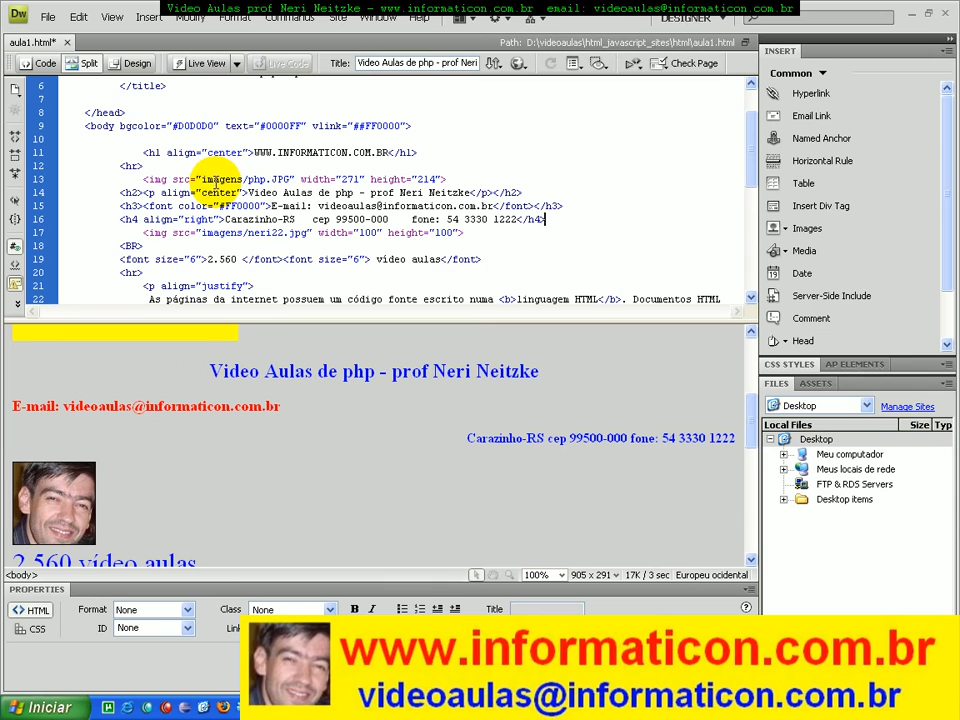 Video Aulas prof Neri Neitzke - www.informaticon.com.br  email: videoaulas@informaticon.com.br
Dw File Edit View Insert Modify Format Commands Site Window Help DESIGNER
aula1.html* Path: D:\videoaulas\html_javascript_sites\html\aula1.html
Code Split Design Live View Live Code Title: Video Aulas de php - prof Neri Check Page
6 </title>
7
8 </head>
9 <body bgcolor="#D0D0D0" text="#0000FF" vlink="##FF0000">
10
11 <h1 align="center">WWW.INFORMATICON.COM.BR</h1>
12 <hr>
13 <img src="imagens/php.JPG" width="271" height="214">
14 <h2><p align="center">Video Aulas de php - prof Neri Neitzke</p></h2>
15 <h3><font color="#FF0000">E-mail: videoaulas@informaticon.com.br</font></h3>
16 <h4 align="right">Carazinho-RS   cep 99500-000    fone: 54 3330 1222</h4>
17 <img src="imagens/neri22.jpg" width="100" height="100">
18 <BR>
19 <font size="6">2.560 </font><font size="6"> vídeo aulas</font>
20 <hr>
21 <p align="justify">
22 As páginas da internet possuem um código fonte escrito numa <b>linguagem HTML</b>. Documentos HTML
Video Aulas de php - prof Neri Neitzke
E-mail: videoaulas@informaticon.com.br
Carazinho-RS cep 99500-000 fone: 54 3330 1222
2.560 vídeo aulas
<body> 100% 905 x 291 17K / 3 sec Europeu ocidental
PROPERTIES
HTML Format None Class None B I Title
CSS ID None Link
INSERT
Common
Hyperlink
Email Link
Named Anchor
Horizontal Rule
Table
Insert Div Tag
Images
Media
Date
Server-Side Include
Comment
Head
CSS STYLES AP ELEMENTS
FILES ASSETS
Desktop Manage Sites
Local Files Size Typ
Desktop
Meu computador
Meus locais de rede
FTP & RDS Servers
Desktop items
www.informaticon.com.br
videoaulas@informaticon.com.br
Iniciar